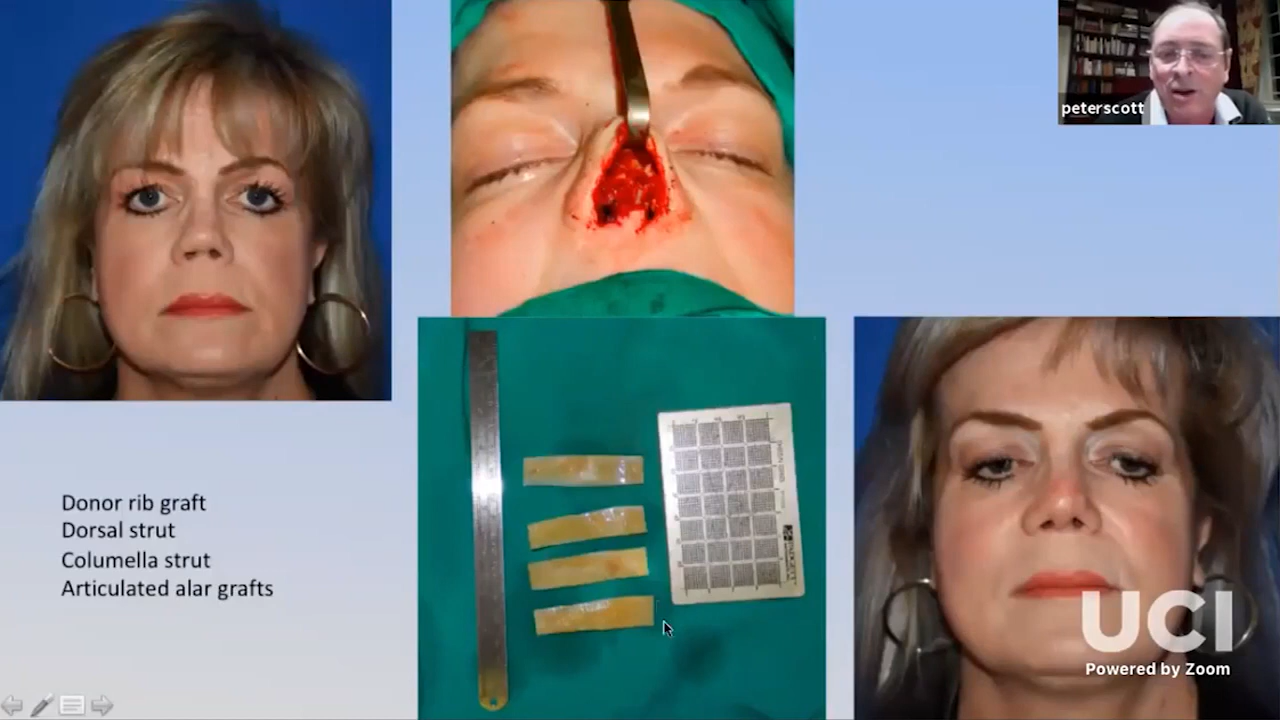 peterscott
Donor rib graft
Dorsal strut
Columella strut
Articulated alar grafts
UCI
Powered by Zoom